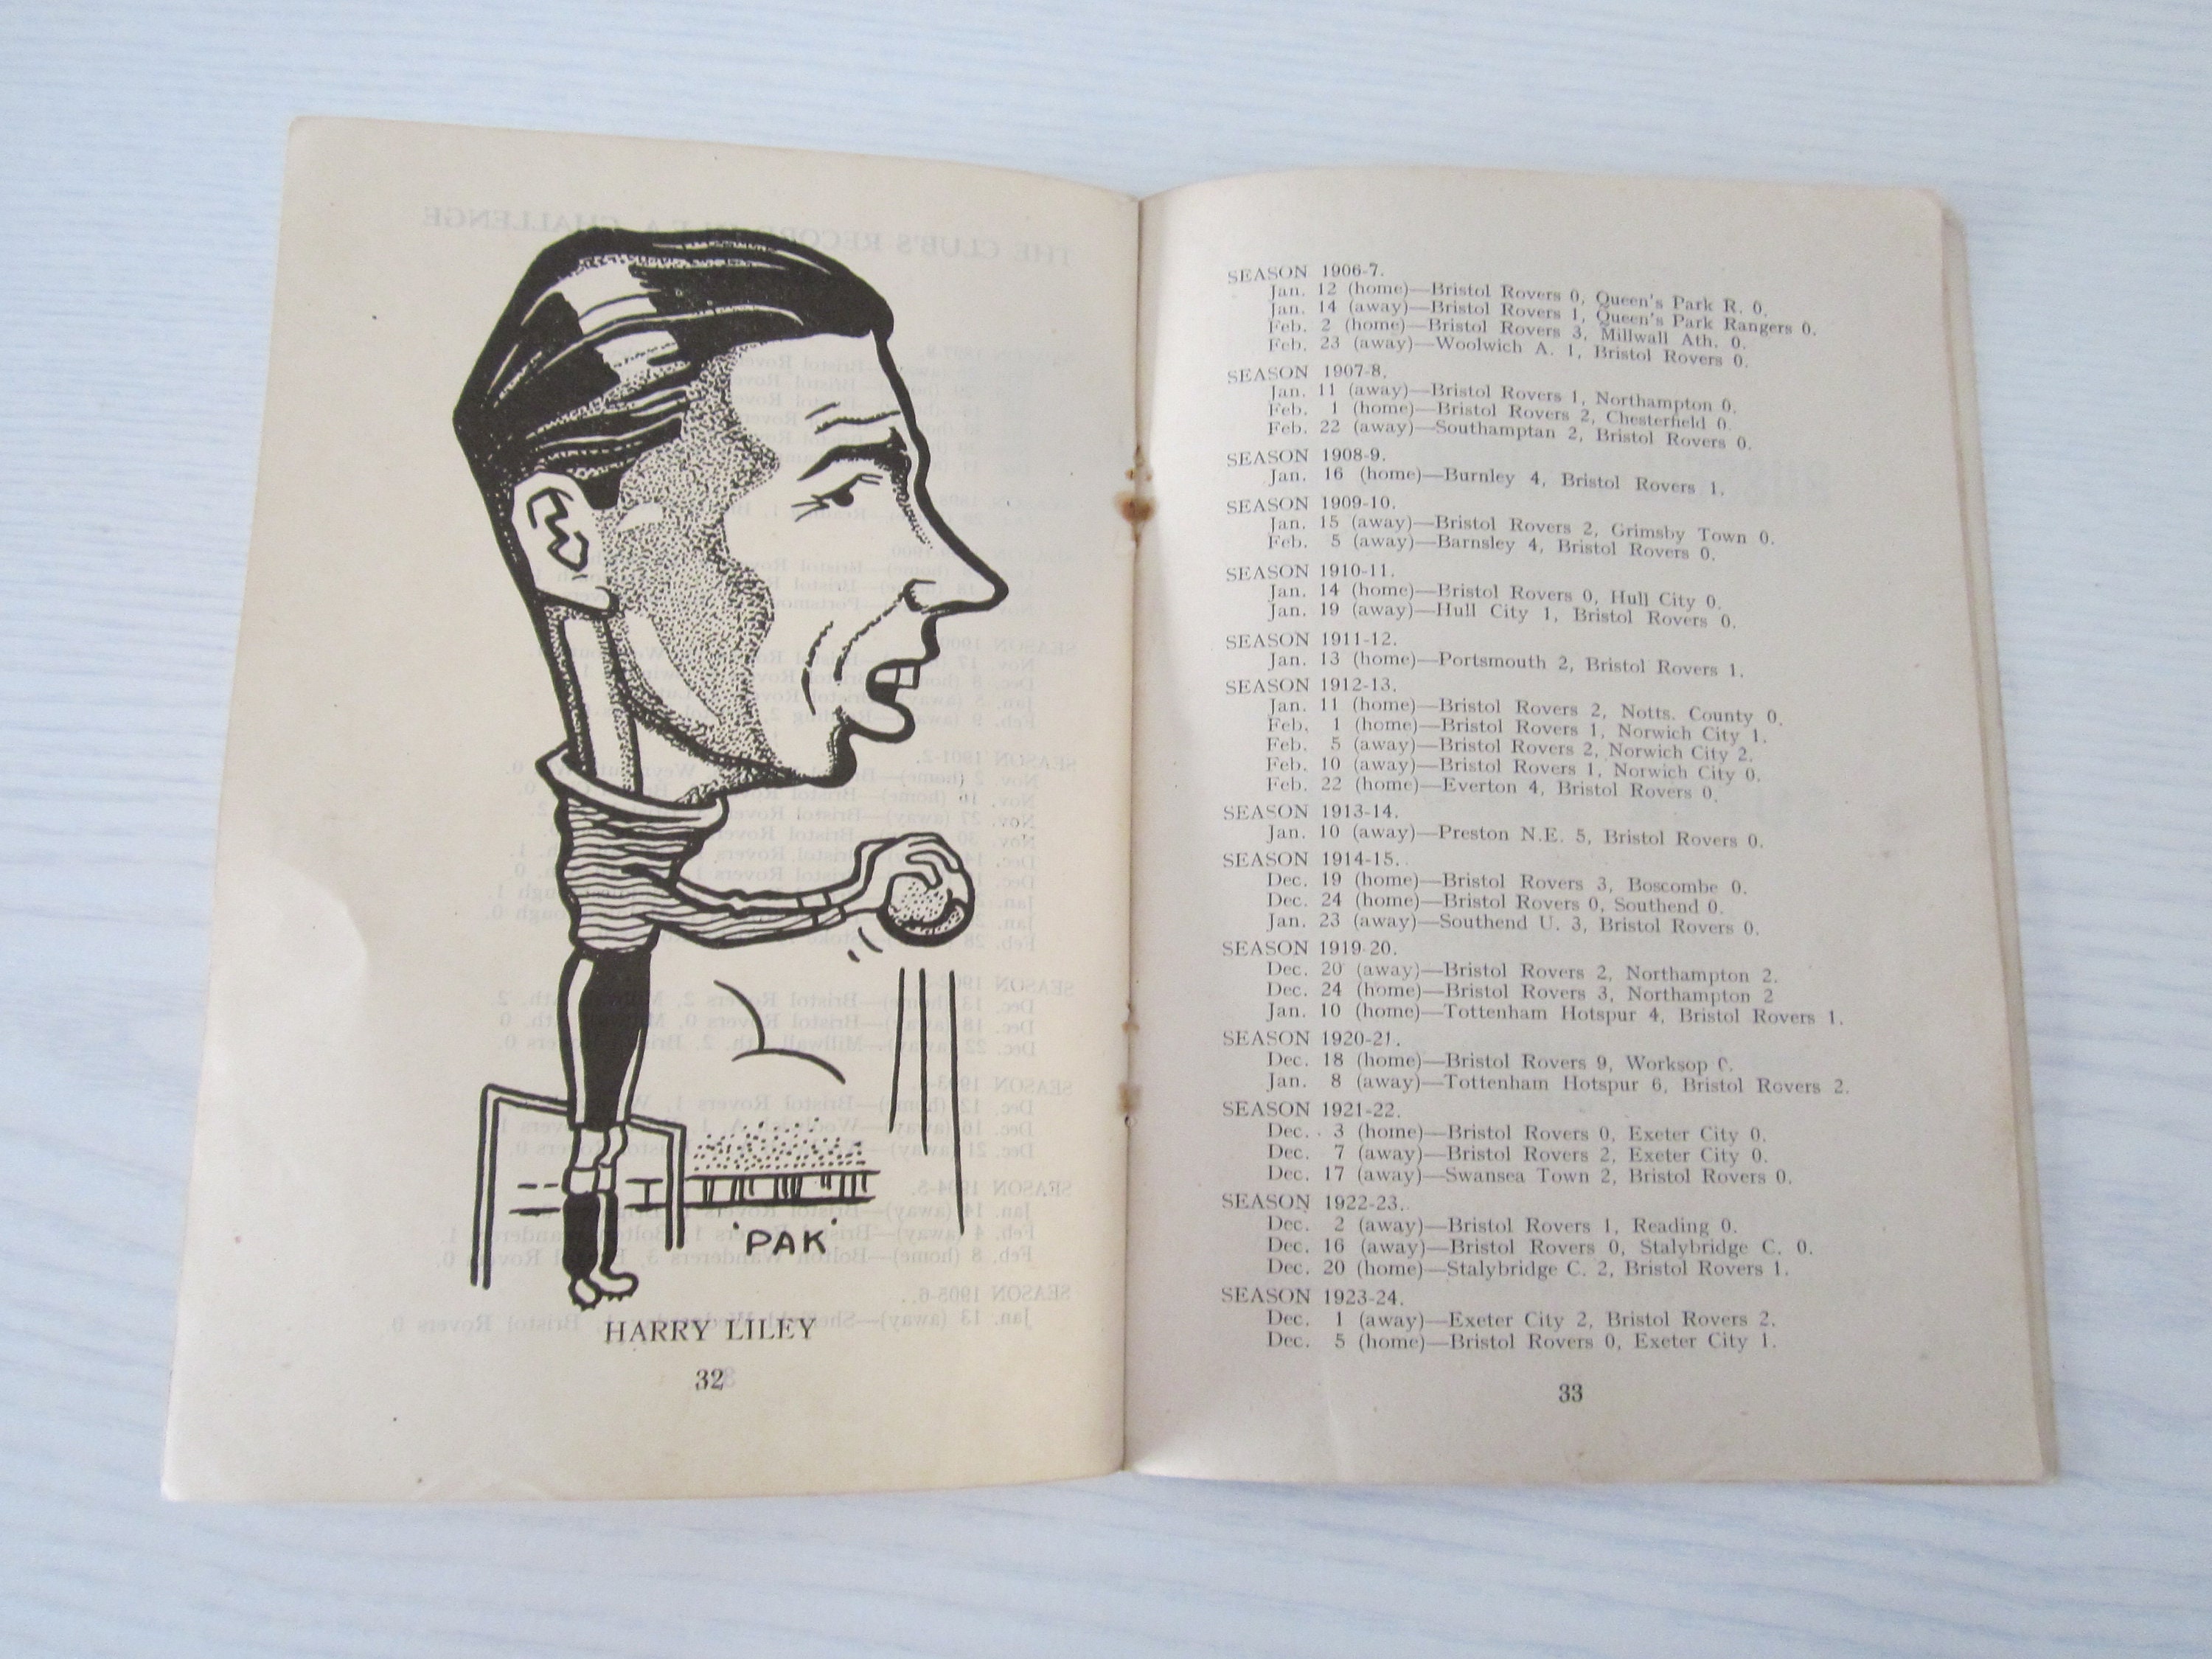 'PAK'
HARRY LILEY
32
SEASON 1906-7.
Jan. 12 (home)—Bristol Rovers 0, Queen's Park R. 0.
Jan. 14 (away)—Bristol Rovers 1, Queen's Park Rangers 0.
Feb. 2 (home)—Bristol Rovers 3, Millwall Ath. 0.
Feb. 23 (away)—Woolwich A. 1, Bristol Rovers 0.
SEASON 1907-8.
Jan. 11 (away)—Bristol Rovers 1, Northampton 0.
Feb. 1 (home)—Bristol Rovers 2, Chesterfield 0.
Feb. 22 (away)—Southamptan 2, Bristol Rovers 0.
SEASON 1908-9.
Jan. 16 (home)—Burnley 4, Bristol Rovers 1.
SEASON 1909-10.
Jan. 15 (away)—Bristol Rovers 2, Grimsby Town 0.
Feb. 5 (away)—Barnsley 4, Bristol Rovers 0.
SEASON 1910-11.
Jan. 14 (home)—Bristol Rovers 0, Hull City 0.
Jan. 19 (away)—Hull City 1, Bristol Rovers 0.
SEASON 1911-12.
Jan. 13 (home)—Portsmouth 2, Bristol Rovers 1.
SEASON 1912-13.
Jan. 11 (home)—Bristol Rovers 2, Notts. County 0.
Feb. 1 (home)—Bristol Rovers 1, Norwich City 1.
Feb. 5 (away)—Bristol Rovers 2, Norwich City 2.
Feb. 10 (away)—Bristol Rovers 1, Norwich City 0.
Feb. 22 (home)—Everton 4, Bristol Rovers 0.
SEASON 1913-14.
Jan. 10 (away)—Preston N.E. 5, Bristol Rovers 0.
SEASON 1914-15.
Dec. 19 (home)—Bristol Rovers 3, Boscombe 0.
Dec. 24 (home)—Bristol Rovers 0, Southend 0.
Jan. 23 (away)—Southend U. 3, Bristol Rovers 0.
SEASON 1919-20.
Dec. 20 (away)—Bristol Rovers 2, Northampton 2.
Dec. 24 (home)—Bristol Rovers 3, Northampton 2
Jan. 10 (home)—Tottenham Hotspur 4, Bristol Rovers 1.
SEASON 1920-21.
Dec. 18 (home)—Bristol Rovers 9, Worksop 0.
Jan. 8 (away)—Tottenham Hotspur 6, Bristol Rovers 2.
SEASON 1921-22.
Dec. 3 (home)—Bristol Rovers 0, Exeter City 0.
Dec. 7 (away)—Bristol Rovers 2, Exeter City 0.
Dec. 17 (away)—Swansea Town 2, Bristol Rovers 0.
SEASON 1922-23.
Dec. 2 (away)—Bristol Rovers 1, Reading 0.
Dec. 16 (away)—Bristol Rovers 0, Stalybridge C. 0.
Dec. 20 (home)—Stalybridge C. 2, Bristol Rovers 1.
SEASON 1923-24.
Dec. 1 (away)—Exeter City 2, Bristol Rovers 2.
Dec. 5 (home)—Bristol Rovers 0, Exeter City 1.
33